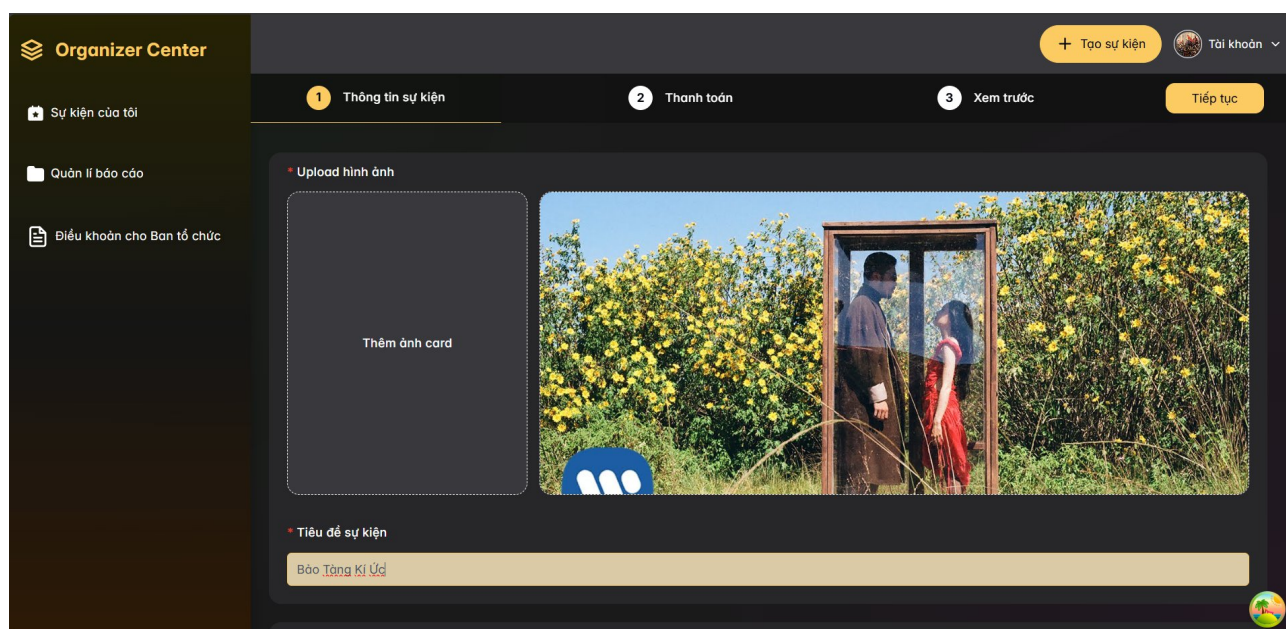 Organizer Center
+ Tạo sự kiện
Tài khoản
Sự kiện của tôi
1 Thông tin sự kiện
2 Thanh toán
3 Xem trước
Tiếp tục
Quản lí báo cáo
Điều khoản cho Ban tổ chức
* Upload hình ảnh
Thêm ảnh card
* Tiêu đề sự kiện
Bảo Tàng Kí Ức